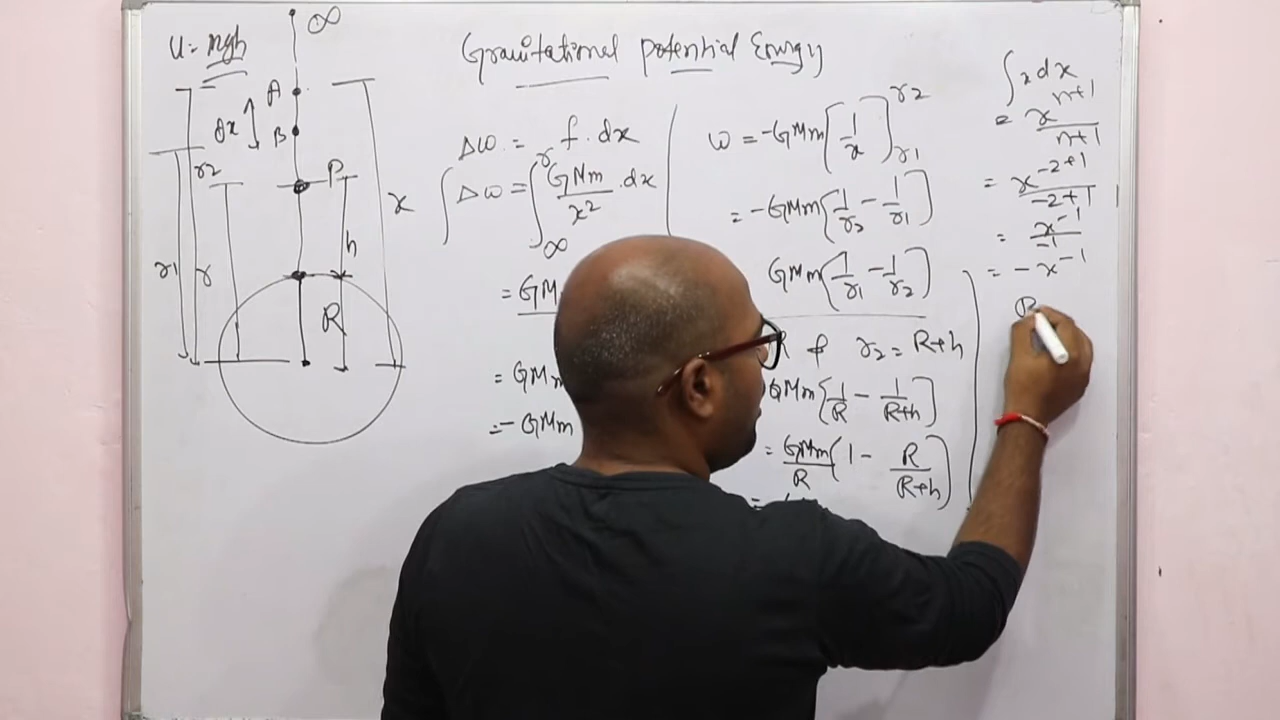 Gravitational Potential Energy
U = mgh
∞
A
δx
B
r2
P
x
h
r1
r
R
Δw = f. dx
∫Δw = ∫ r ∞ GMm/x² .dx
= GM
= GMm
= - GMm
w = -GMm[1/x] r2 r1
= -GMm[1/r2 - 1/r1]
GMm[1/r1 - 1/r2]
R & r2 = R+h
GMm[1/R - 1/R+h]
= GMm/R (1 - R/R+h)
=
∫x dx
= x n+1/n+1
= x -2+1/-2+1
= x -1/-1
= - x -1